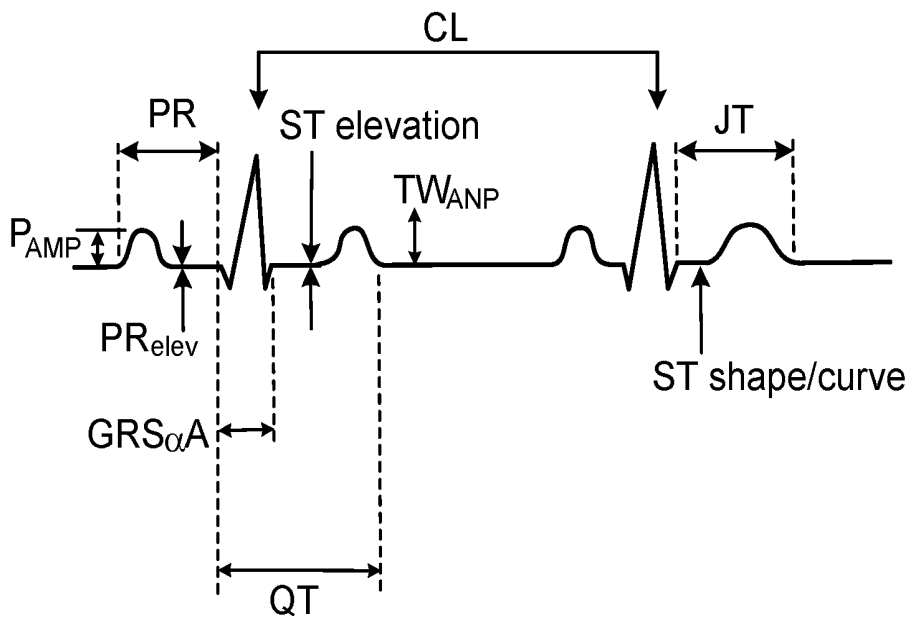 CL
PR
ST elevation
JT
TWANP
PAMP
PRelev
ST shape/curve
GRSαA
QT